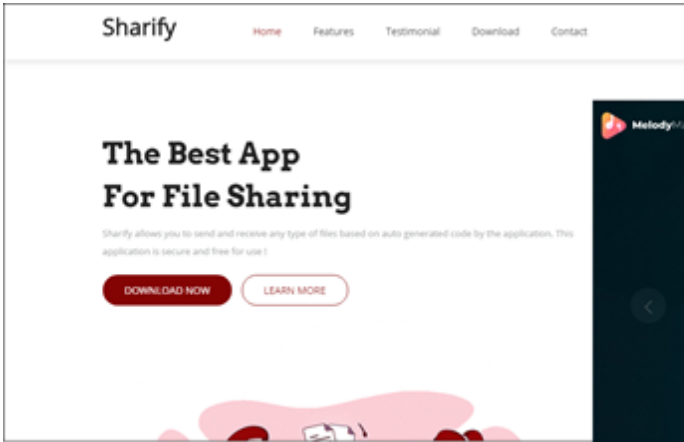 Sharify
Home Features Testimonial Download Contact
The Best App
For File Sharing
Sharify allows you to send and receive any type of files based on auto generated code by the application. This
application is secure and free for use !
DOWNLOAD NOW LEARN MORE
MelodyMa